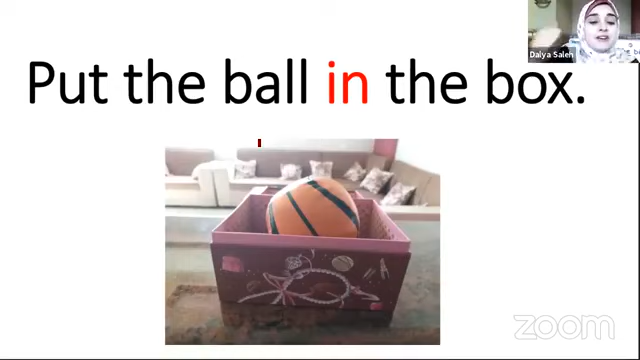 Put the ball in the box.
Dalya Saleh
zoom